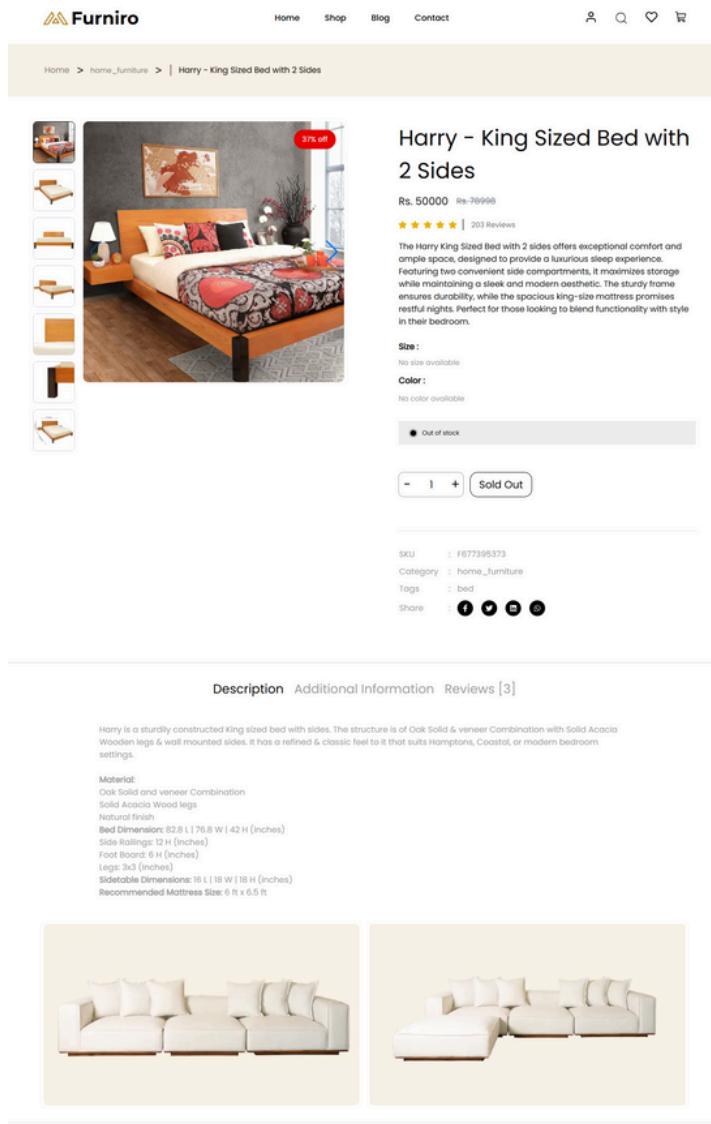 Furniro
Home Shop Blog Contact
Home > home_furniture > | Harry - King Sized Bed with 2 Sides
37% off
Harry - King Sized Bed with
2 Sides
Rs. 50000 Rs. 78998
203 Reviews
The Harry King Sized Bed with 2 sides offers exceptional comfort and
ample space, designed to provide a luxurious sleep experience.
Featuring two convenient side compartments, it maximizes storage
while maintaining a sleek and modern aesthetic. The sturdy frame
ensures durability, while the spacious king-size mattress promises
restful nights. Perfect for those looking to blend functionality with style
in their bedroom.
Size :
No size available
Color :
No color available
Out of stock
- 1 + Sold Out
SKU : F677395373
Category : home_furniture
Tags : bed
Share :
Description Additional Information Reviews [3]
Harry is a sturdily constructed King sized bed with sides. The structure is of Oak Solid & veneer Combination with Solid Acacia
Wooden legs & wall mounted sides. It has a refined & classic feel to it that suits Hamptons, Coastal, or modern bedroom
settings.
Material:
Oak Solid and veneer Combination
Solid Acacia Wood legs
Natural finish
Bed Dimension: 82.8 L | 76.8 W | 42 H (Inches)
Side Railings: 12 H (Inches)
Foot Board: 6 H (Inches)
Legs: 3x3 (Inches)
Sidetable Dimensions: 16 L | 18 W | 18 H (Inches)
Recommended Mattress Size: 6 ft x 6.5 ft